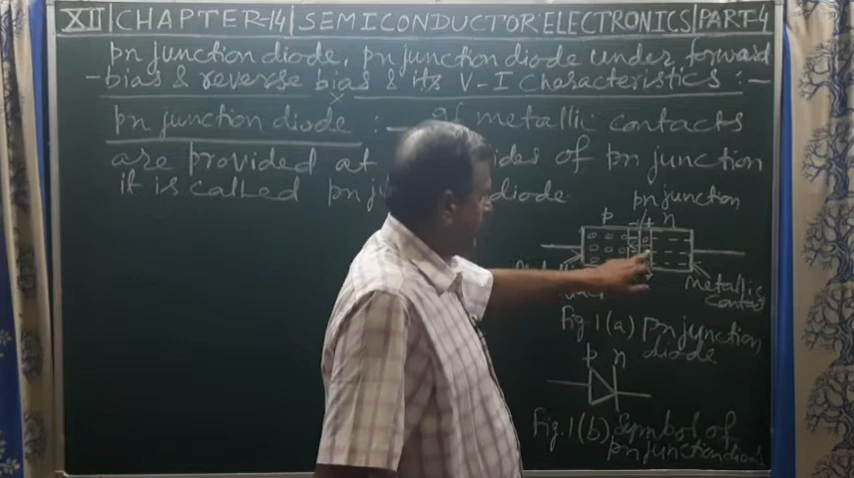 XII CHAPTER-14 SEMICONDUCTOR ELECTRONICS PART-4
pn junction diode, pn junction diode under forward
- bias & reverse bias & its V-I Characteristics :-
pn junction diode :- If metallic contacts
are provided at sides of pn junction
it is called pn diode
pn junction
p n
Metallic
Contact
Fig.1(a) pn junction
diode
p n
Fig.1(b) Symbol of
pn junction diode